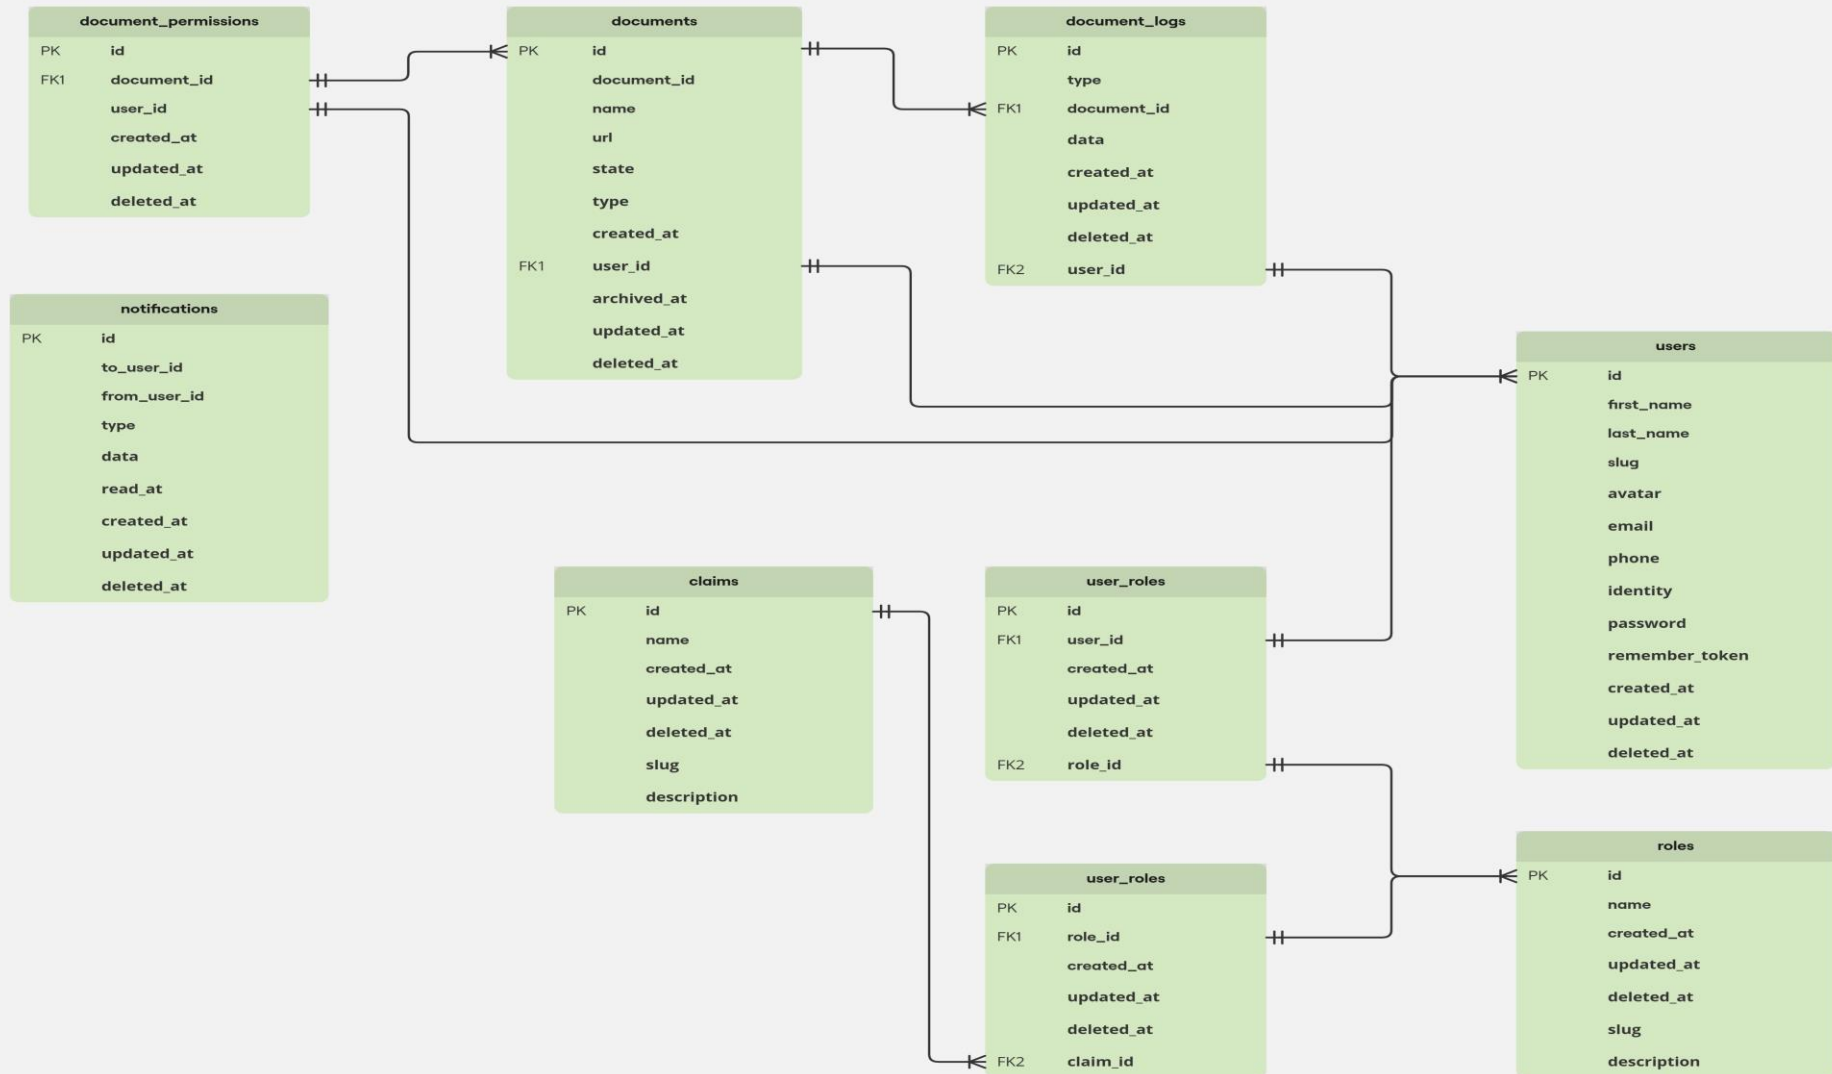 document_permissions
PK id
FK1 document_id
user_id
created_at
updated_at
deleted_at
documents
PK id
document_id
name
url
state
type
created_at
FK1 user_id
archived_at
updated_at
deleted_at
document_logs
PK id
type
FK1 document_id
data
created_at
updated_at
deleted_at
FK2 user_id
notifications
PK id
to_user_id
from_user_id
type
data
read_at
created_at
updated_at
deleted_at
users
PK id
first_name
last_name
slug
avatar
email
phone
identity
password
remember_token
created_at
updated_at
deleted_at
claims
PK id
name
created_at
updated_at
deleted_at
slug
description
user_roles
PK id
FK1 user_id
created_at
updated_at
deleted_at
FK2 role_id
user_roles
PK id
FK1 role_id
created_at
updated_at
deleted_at
FK2 claim_id
roles
PK id
name
created_at
updated_at
deleted_at
slug
description